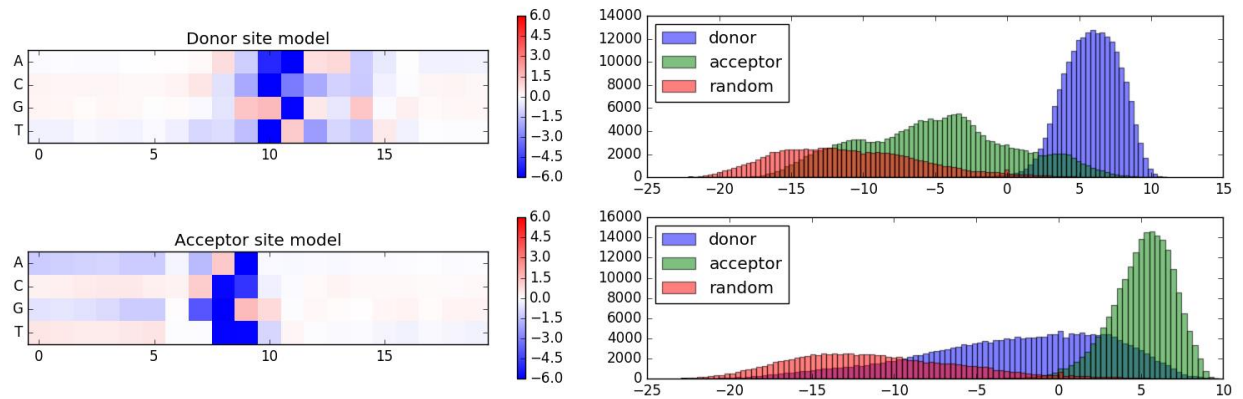 Donor site model
A
C
G
T
0 5 10 15
6.0
4.5
3.0
1.5
0.0
−1.5
−3.0
−4.5
−6.0
14000
12000
10000
8000
6000
4000
2000
0
donor
acceptor
random
−25 −20 −15 −10 −5 0 5 10 15
Acceptor site model
A
C
G
T
0 5 10 15
6.0
4.5
3.0
1.5
0.0
−1.5
−3.0
−4.5
−6.0
16000
14000
12000
10000
8000
6000
4000
2000
0
donor
acceptor
random
−25 −20 −15 −10 −5 0 5 10